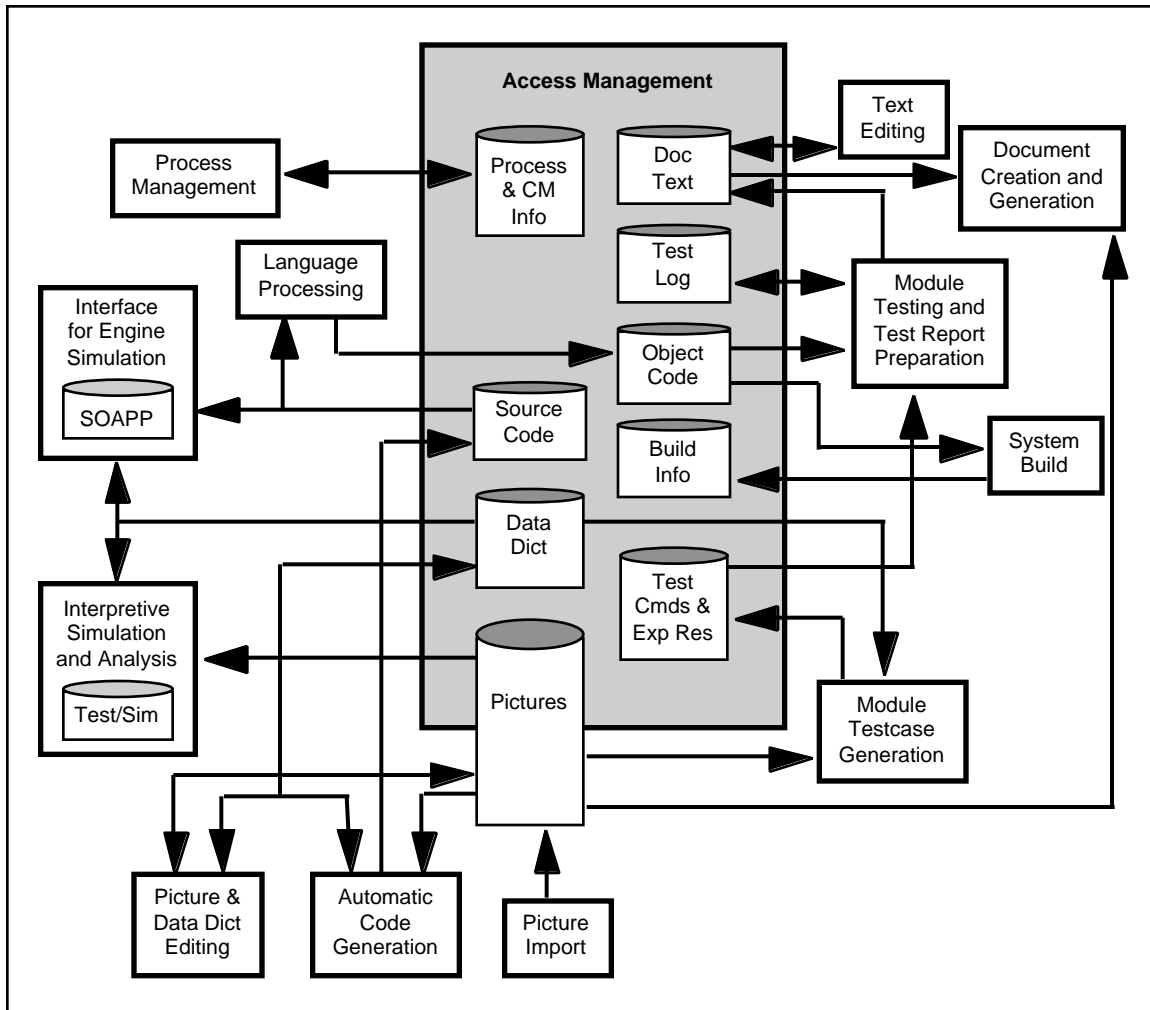 Access Management
Text
Editing
Document
Creation and
Generation
Process
Management
Process
& CM
Info
Doc
Text
Language
Processing
Test
Log
Module
Testing and
Test Report
Preparation
Interface
for Engine
Simulation
SOAPP
Object
Code
Source
Code
Build
Info
System
Build
Data
Dict
Test
Cmds &
Exp Res
Interpretive
Simulation
and Analysis
Test/Sim
Pictures
Module
Testcase
Generation
Picture &
Data Dict
Editing
Automatic
Code
Generation
Picture
Import